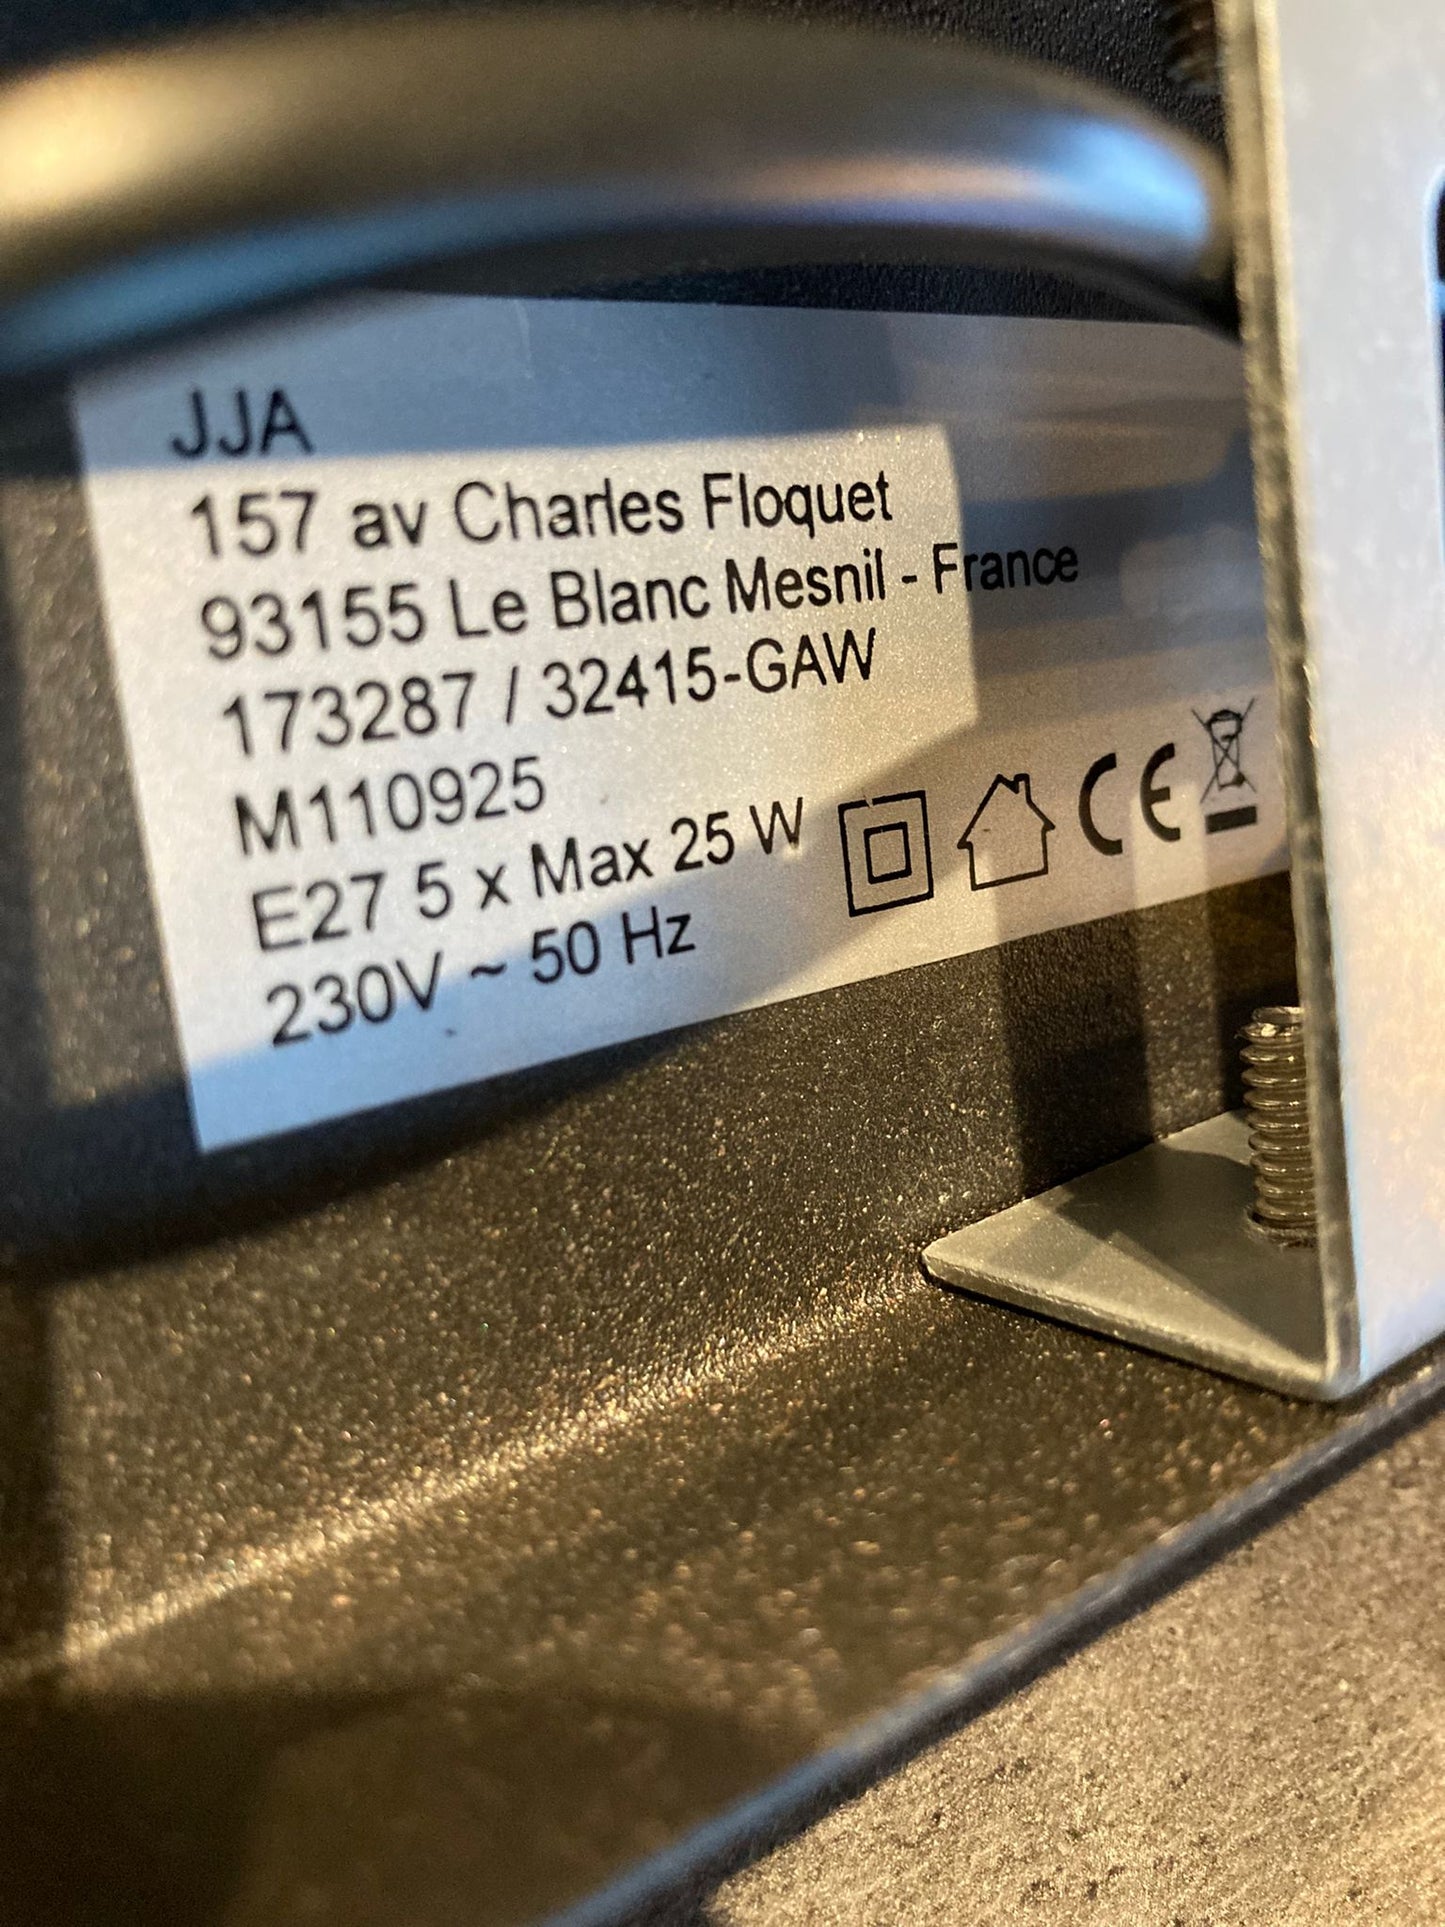 JJA
157 av Charles Floquet
93155 Le Blanc Mesnil - France
173287 / 32415-GAW
M110925
E27 5 x Max 25 W CE
230V ~ 50 Hz